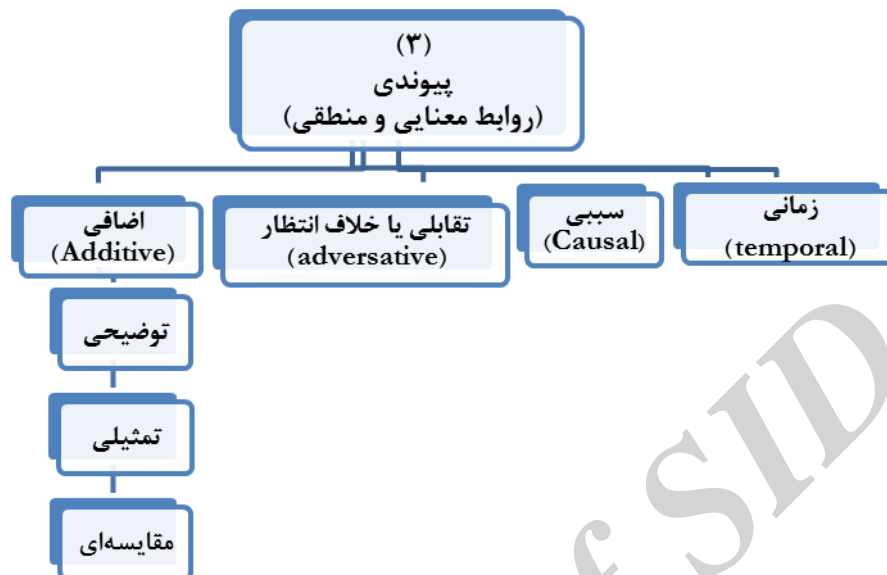 (۳)
پیوندی
(روابط معنایی و منطقی)
زمانی
(temporal)
سببی
(Causal)
تقابلی یا خلاف انتظار
(adversative)
اضافی
(Additive)
توضیحی
تمثیلی
مقایسه‌ای
f SID